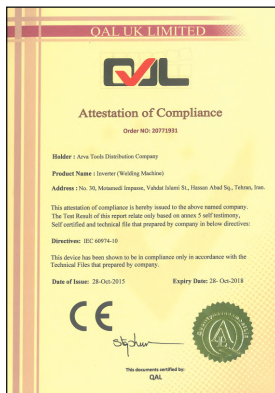 QAL UK LIMITED
QAL
Attestation of Compliance
Order NO: 20771931
Holder : Arva Tools Distribution Company
Product Name : Inverter (Welding Machine)
Address : No. 30, Motamedi Impasse, Vahdat Islami St., Hassan Abad Sq., Tehran, Iran.
This attestation of compliance is hereby issued to the above named company.
The Test Result of this report relate only based on annex 5 self testimony,
Self certified and technical file that prepared by company in below directives:
Directives: IEC 60974-10
This device has been shown to be in compliance only in accordance with the
Technical Files that prepared by company.
Date of Issue: 28-Oct-2015 Expiry Date: 28- Oct-2018
CE
This documents certified by:
QAL